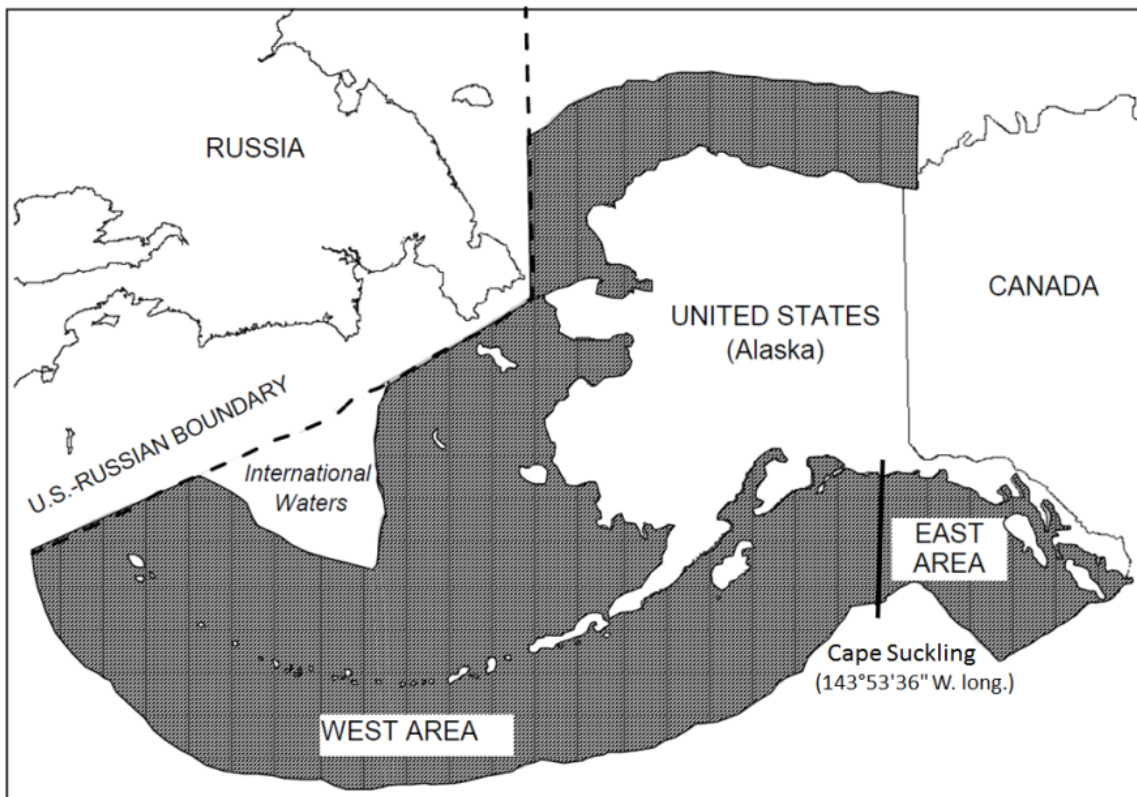 RUSSIA
CANADA
UNITED STATES
(Alaska)
U.S.-RUSSIAN BOUNDARY
International
Waters
EAST
AREA
Cape Suckling
(143°53'36" W. long.)
WEST AREA